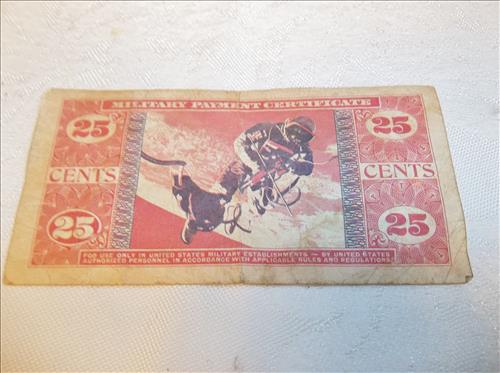 MILITARY PAYMENT CERTIFICATE
25 25
CENTS CENTS
25 25
FOR USE ONLY IN UNITED STATES MILITARY ESTABLISHMENTS — BY UNITED STATES
AUTHORIZED PERSONNEL IN ACCORDANCE WITH APPLICABLE RULES AND REGULATIONS